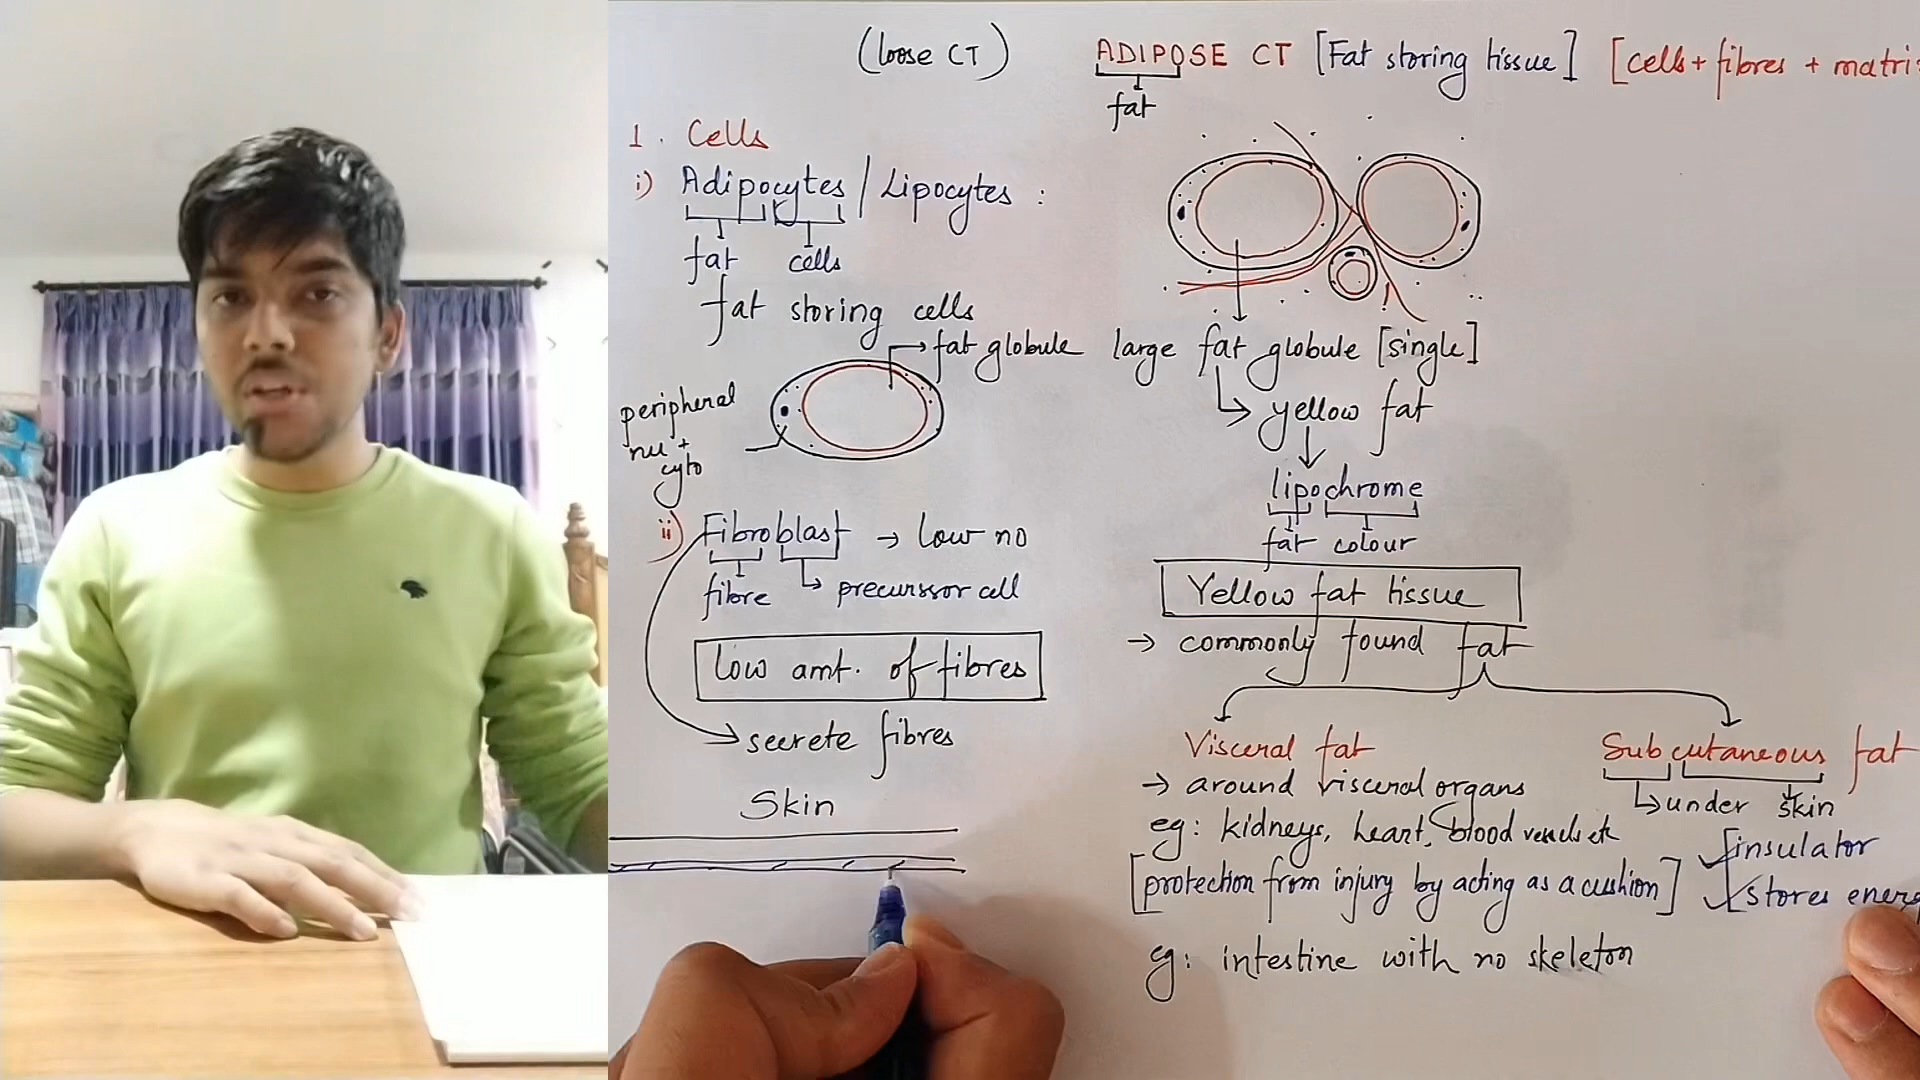 (loose CT)
ADIPOSE CT [Fat storing tissue] [cells + fibres + matri
fat
1. Cells
i) Adipocytes / Lipocytes :
fat cells
fat storing cells
fat globule
peripheral
nu +
cyto
ii) Fibroblast → low no
fibre precurssor cell
low amt. of fibres
secrete fibres
Skin
large fat globule [single]
yellow fat
lipochrome
fat colour
Yellow fat tissue
→ commonly found fat
Visceral fat
→ around visceral organs
eg: kidneys, heart, blood vessels etc
[protection from injury by acting as a cushion]
eg: intestine with no skeleton
Subcutaneous fat
under skin
insulator
stores energ